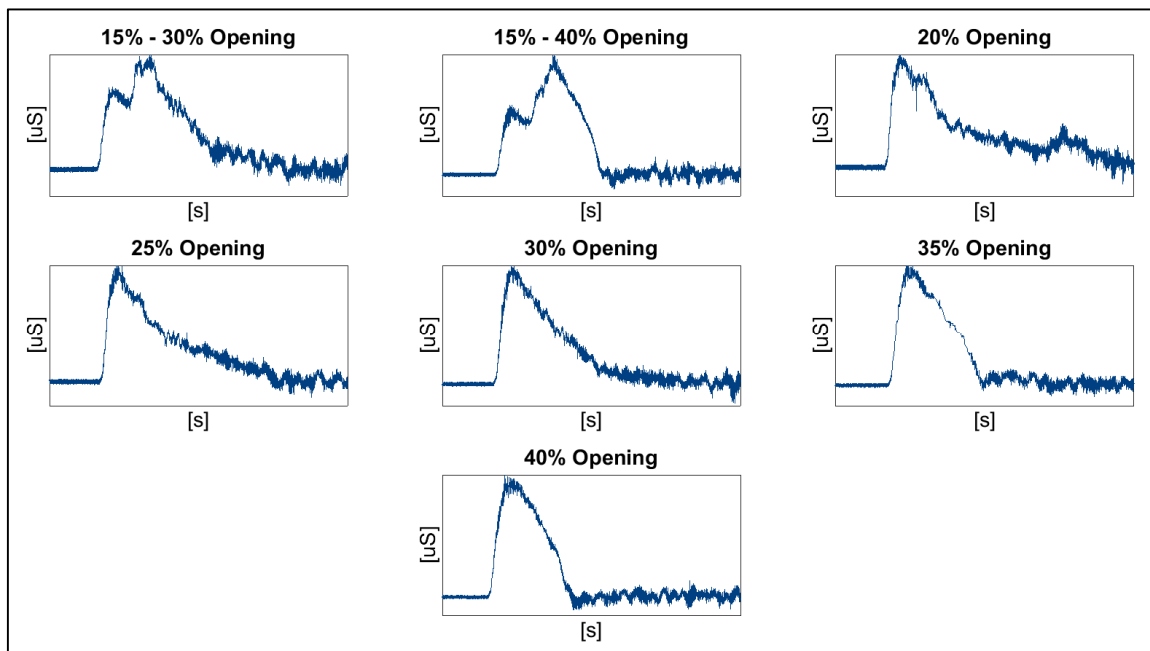 15% - 30% Opening
[uS]
[s]
15% - 40% Opening
[uS]
[s]
20% Opening
[uS]
[s]
25% Opening
[uS]
[s]
30% Opening
[uS]
[s]
35% Opening
[uS]
[s]
40% Opening
[uS]
[s]